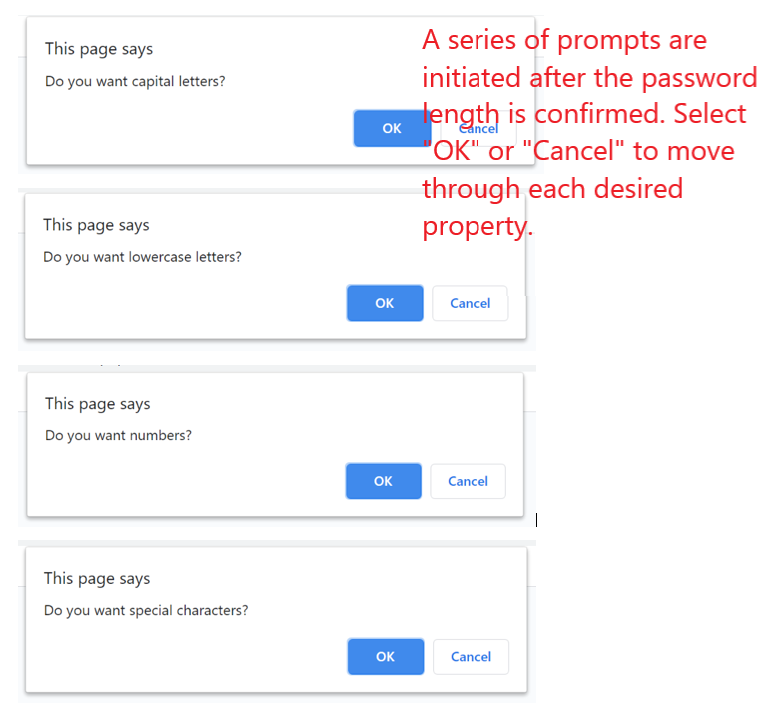 This page says
Do you want capital letters?
OK
Cancel
A series of prompts are
initiated after the password
length is confirmed. Select
"OK" or "Cancel" to move
through each desired
property.
This page says
Do you want lowercase letters?
OK
Cancel
This page says
Do you want numbers?
OK
Cancel
This page says
Do you want special characters?
OK
Cancel